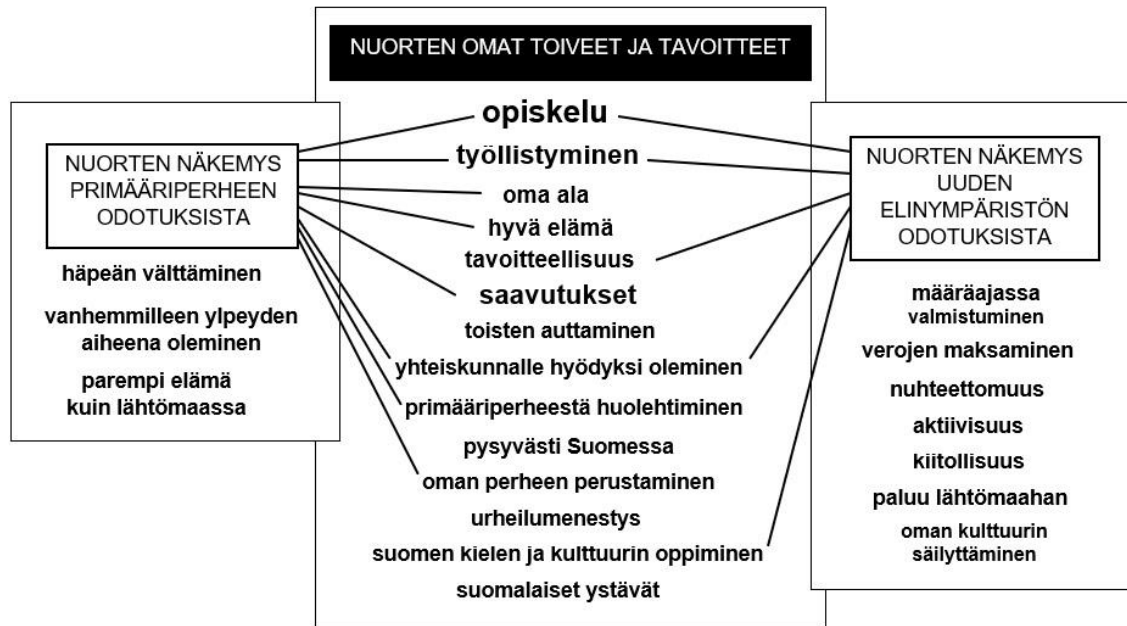 NUORTEN OMAT TOIVEET JA TAVOITTEET
opiskelu
työllistyminen
oma ala
hyvä elämä
tavoitteellisuus
saavutukset
toisten auttaminen
yhteiskunnalle hyödyksi oleminen
primääriperheestä huolehtiminen
pysyvästi Suomessa
oman perheen perustaminen
urheilumenestys
suomen kielen ja kulttuurin oppiminen
suomalaiset ystävät
NUORTEN NÄKEMYS
PRIMÄÄRIPERHEEN
ODOTUKSISTA
häpeän välttäminen
vanhemmilleen ylpeyden
aiheena oleminen
parempi elämä
kuin lähtömaassa
NUORTEN NÄKEMYS
UUDEN
ELINYMPÄRISTÖN
ODOTUKSISTA
määräajassa
valmistuminen
verojen maksaminen
nuhteettomuus
aktiivisuus
kiitollisuus
paluu lähtömaahan
oman kulttuurin
säilyttäminen